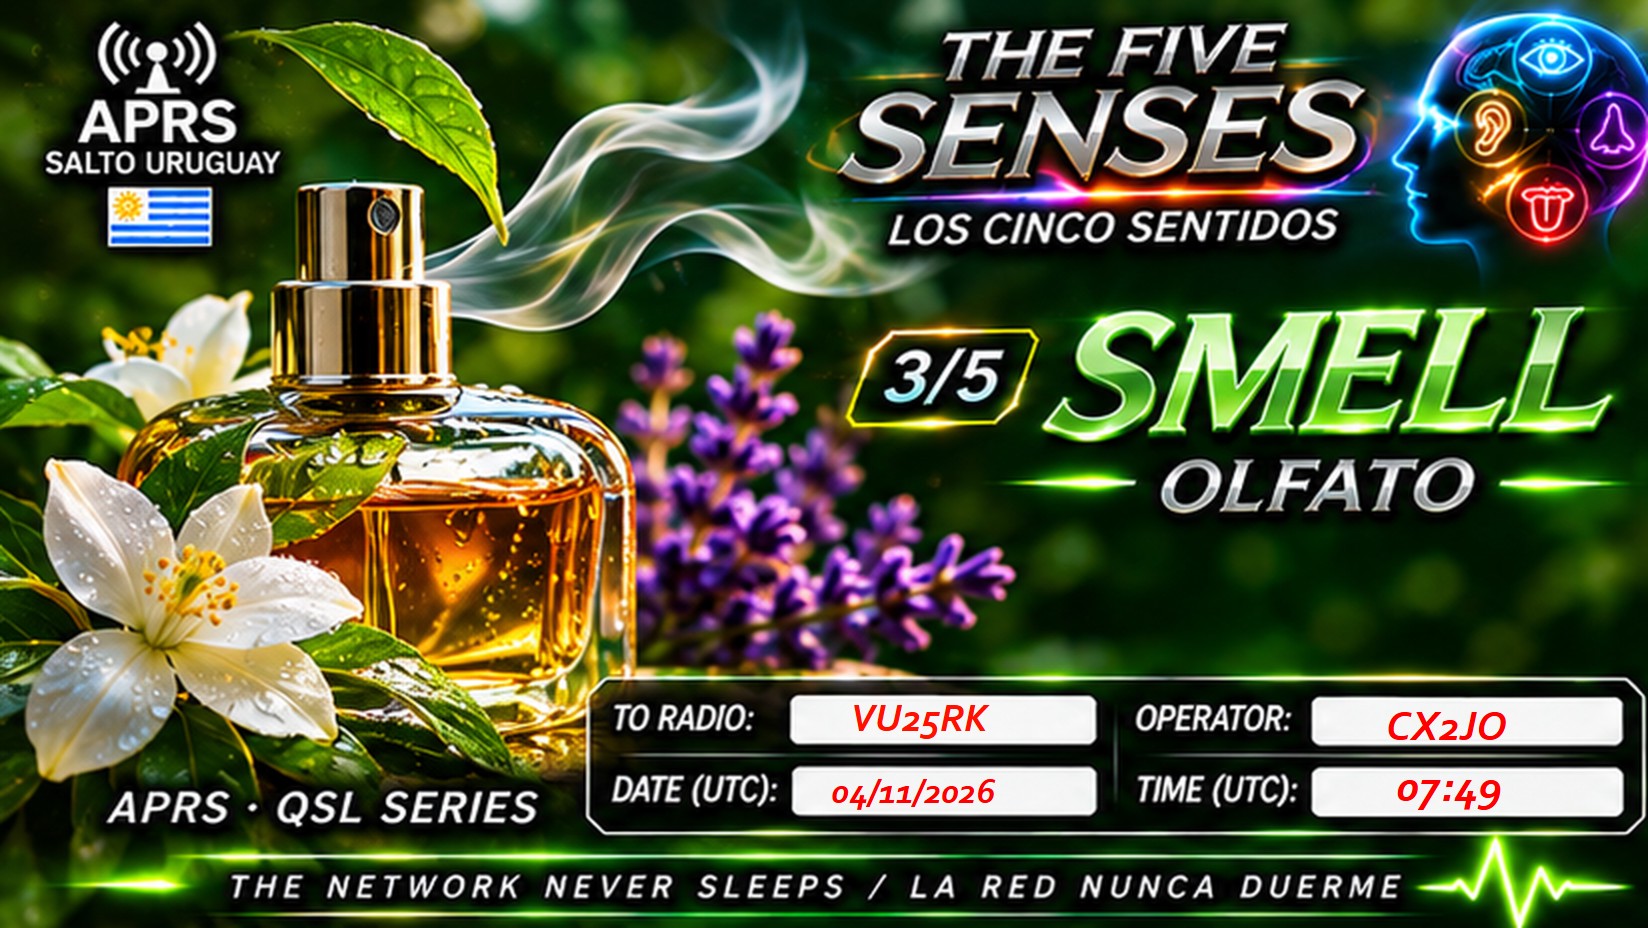 APRS
SALTO URUGUAY
THE FIVE
SENSES
LOS CINCO SENTIDOS
3/5 SMELL
OLFATO
TO RADIO: VU25RK OPERATOR: CX2JO
DATE (UTC): 04/11/2026 TIME (UTC): 07:49
APRS · QSL SERIES
THE NETWORK NEVER SLEEPS / LA RED NUNCA DUERME